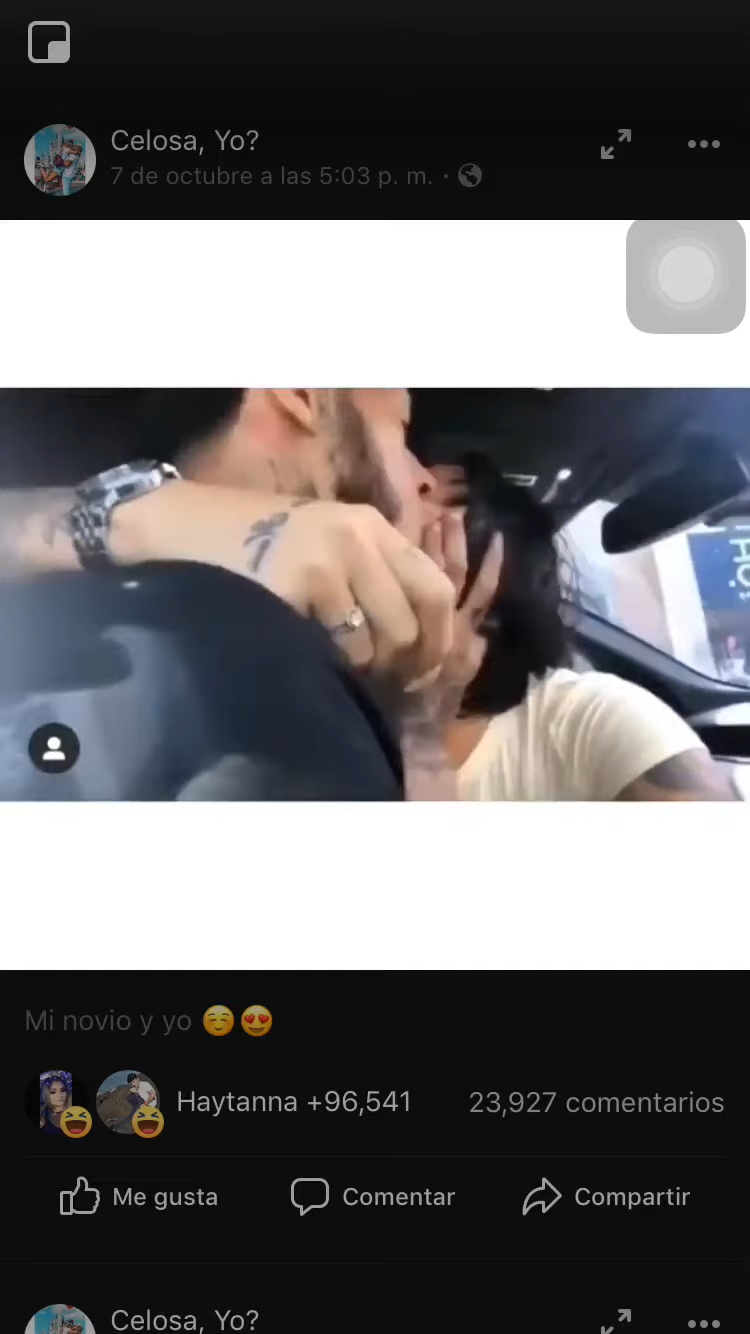 Celosa, Yo?
7 de octubre a las 5:03 p. m. ·
Mi novio y yo ☺️😍
Haytanna +96,541
23,927 comentarios
Me gusta
Comentar
Compartir
Celosa, Yo?